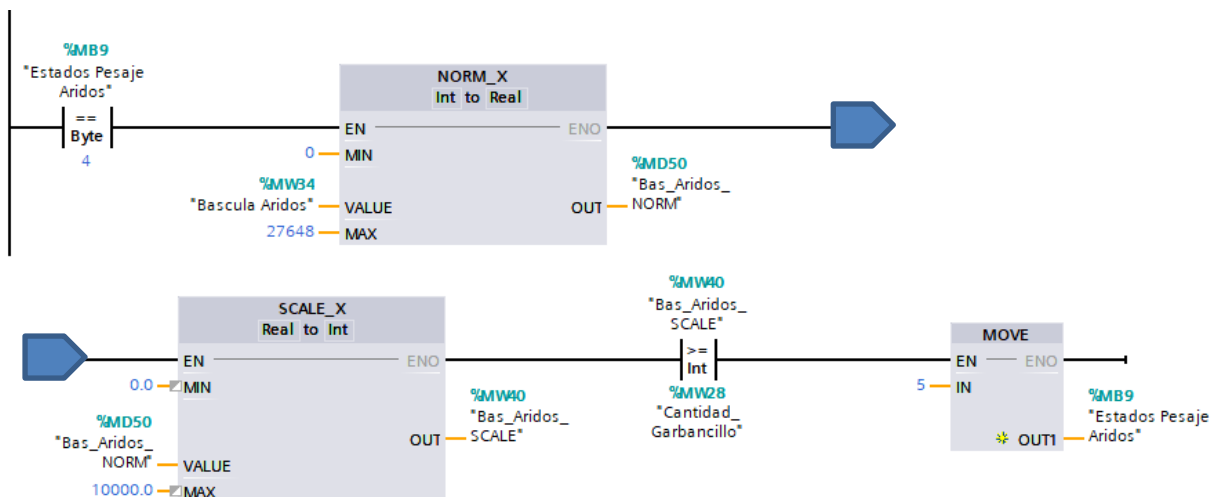 %MB9
"Estados Pesaje
Aridos"
==
Byte
4
NORM_X
Int to Real
EN
ENO
0
MIN
%MW34
"Bascula Aridos"
VALUE
27648
MAX
%MD50
"Bas_Aridos_
NORM"
OUT
SCALE_X
Real to Int
EN
ENO
0.0
MIN
%MD50
"Bas_Aridos_
NORM"
VALUE
10000.0
MAX
%MW40
"Bas_Aridos_
SCALE"
OUT
%MW40
"Bas_Aridos_
SCALE"
>=
Int
%MW28
"Cantidad_
Garbancillo"
MOVE
EN
ENO
5
IN
%MB9
"Estados Pesaje
Aridos"
OUT1